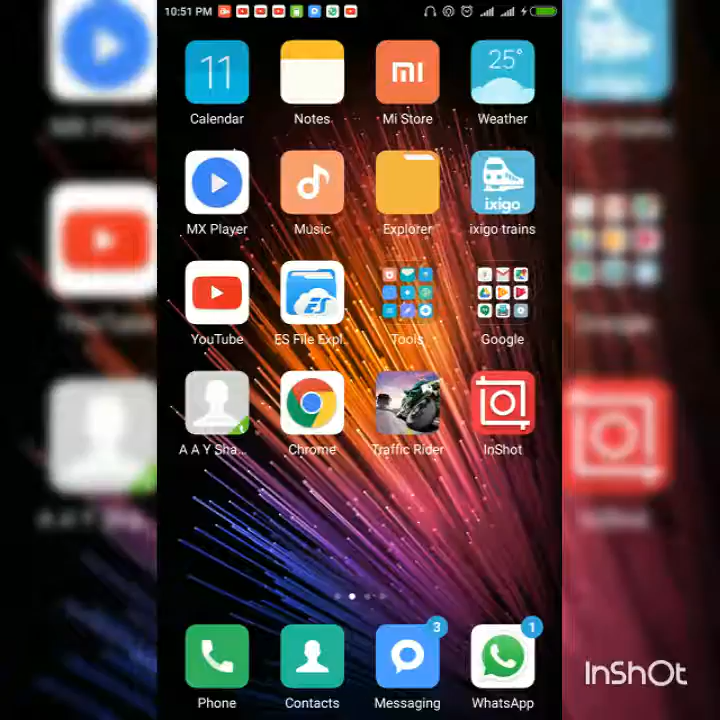 10:51 PM
11
25°
Calendar
Notes
Mi Store
Weather
ixigo
MX Player
Music
Explorer
ixigo trains
ES
YouTube
ES File Expl..
Tools
Google
A A Y Sha...
Chrome
Traffic Rider
InShot
3
1
Phone
Contacts
Messaging
WhatsApp
InShOt